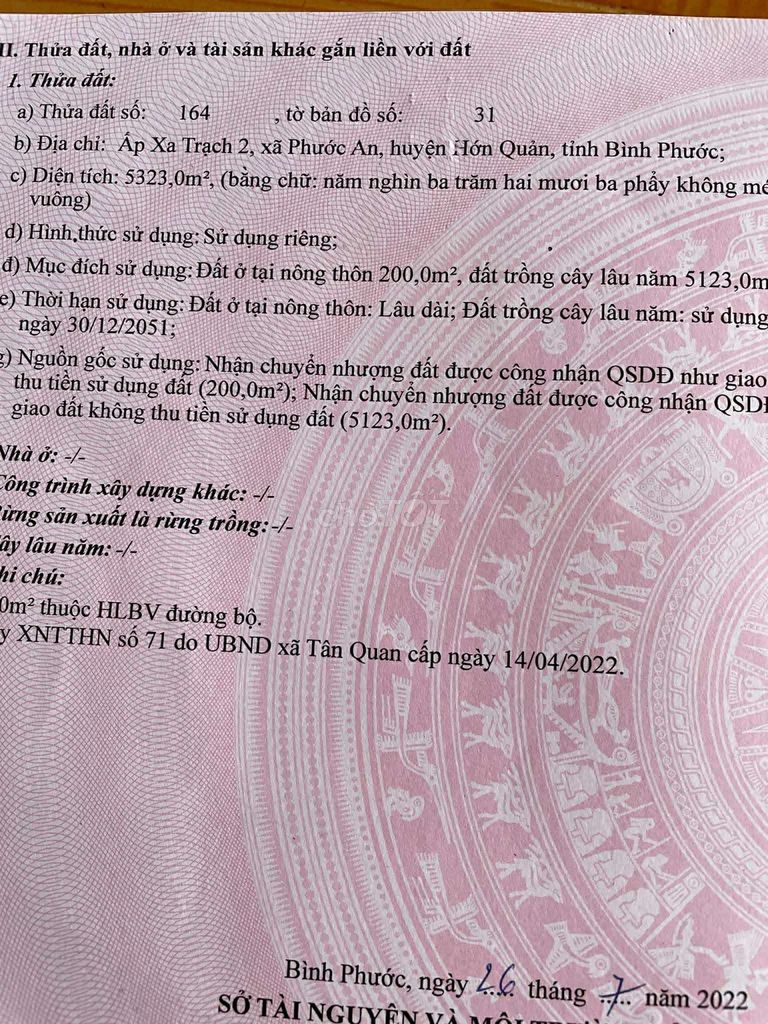 II. Thửa đất, nhà ở và tài sản khác gắn liền với đất
1. Thửa đất:
a) Thửa đất số: 164 , tờ bản đồ số: 31
b) Địa chỉ: Ấp Xa Trạch 2, xã Phước An, huyện Hớn Quản, tỉnh Bình Phước;
c) Diện tích: 5323,0m², (bằng chữ: năm nghìn ba trăm hai mươi ba phẩy không mé
vuông)
d) Hình thức sử dụng: Sử dụng riêng;
đ) Mục đích sử dụng: Đất ở tại nông thôn 200,0m², đất trồng cây lâu năm 5123,0m
e) Thời hạn sử dụng: Đất ở tại nông thôn: Lâu dài; Đất trồng cây lâu năm: sử dụng
ngày 30/12/2051;
g) Nguồn gốc sử dụng: Nhận chuyển nhượng đất được công nhận QSDĐ như giao
thu tiền sử dụng đất (200,0m²); Nhận chuyển nhượng đất được công nhận QSDĐ
giao đất không thu tiền sử dụng đất (5123,0m²).
Nhà ở: -/-
Công trình xây dựng khác: -/-
Rừng sản xuất là rừng trồng: -/-
ây lâu năm: -/-
hi chú:
0m² thuộc HLBV đường bộ.
y XNTTHN số 71 do UBND xã Tân Quan cấp ngày 14/04/2022.
chợTỐT
Bình Phước, ngày 26 tháng 7 năm 2022
SỞ TÀI NGUYÊN VÀ MÔI TRƯỜ